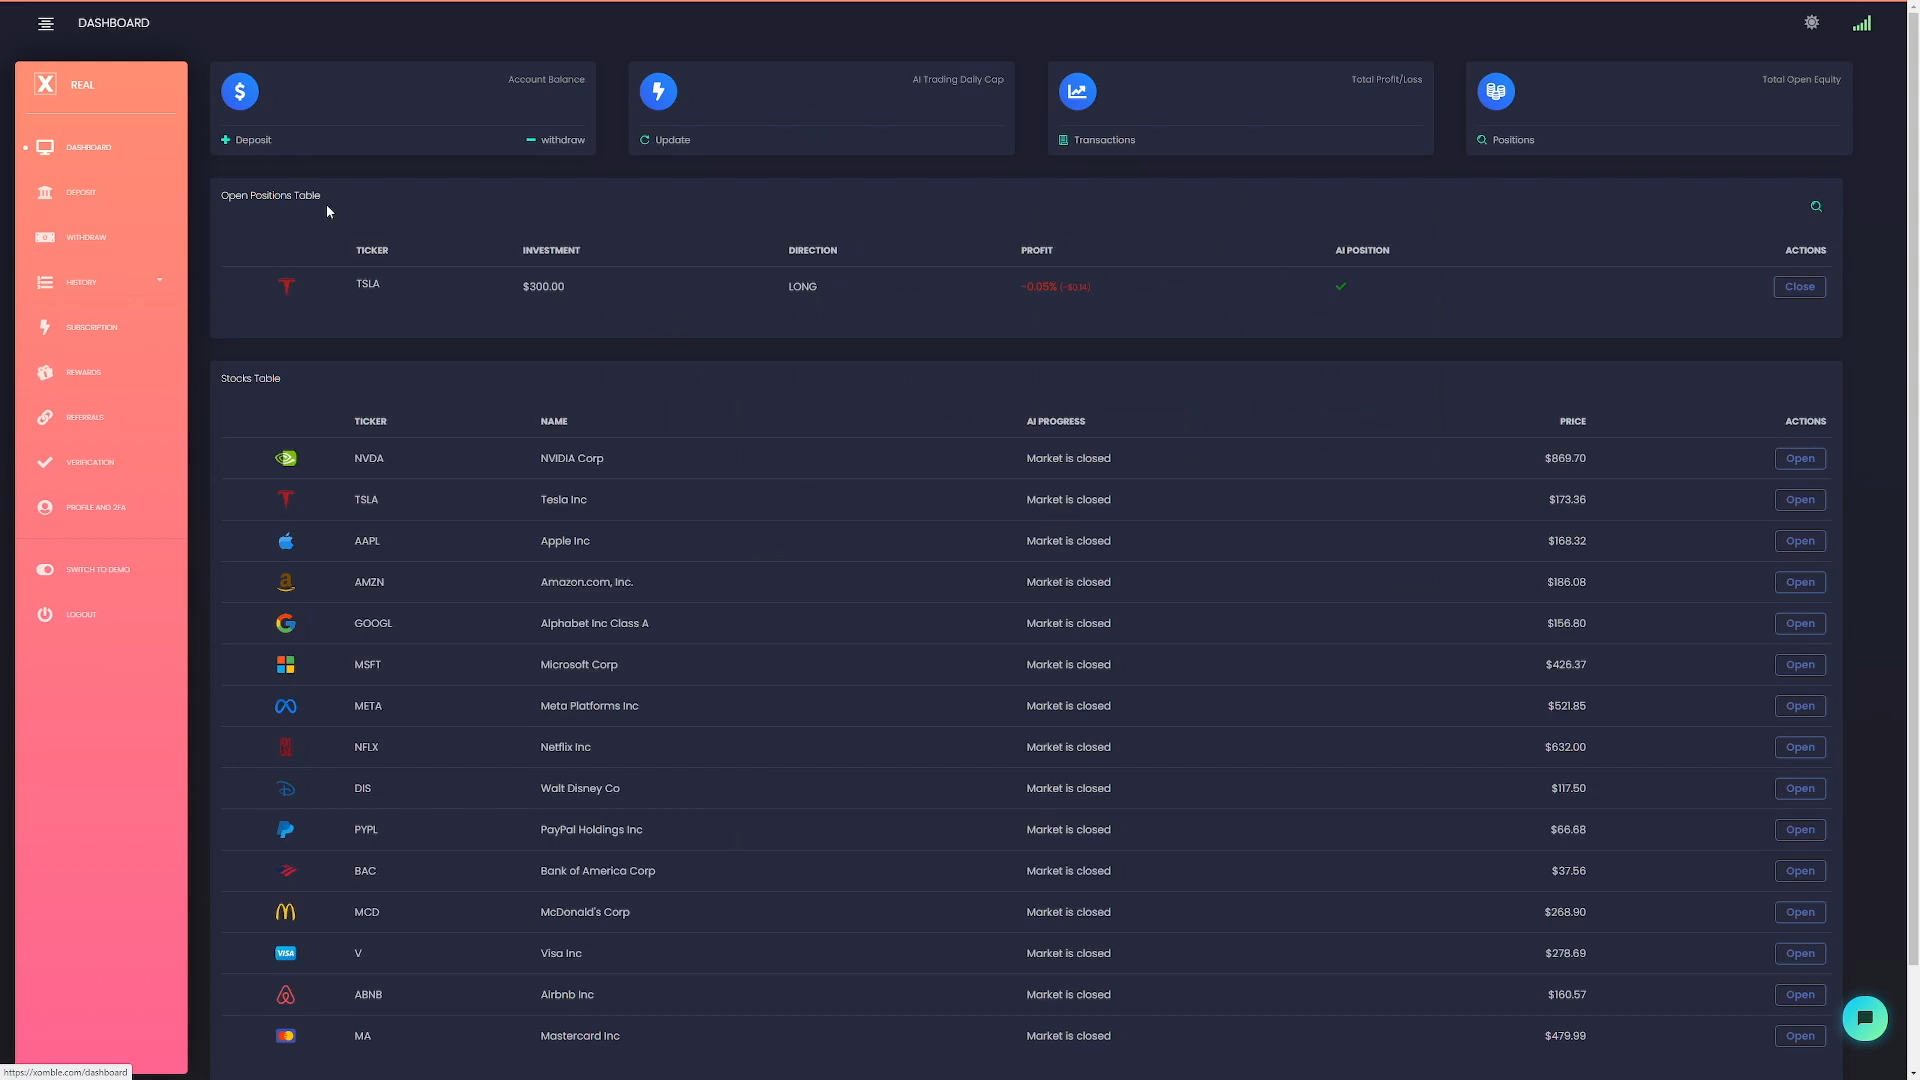 DASHBOARD
X REAL
DASHBOARD
DEPOSIT
WITHDRAW
HISTORY
SUBSCRIPTION
REWARDS
REFERRALS
VERIFICATION
PROFILE AND 2FA
SWITCH TO DEMO
LOGOUT
Account Balance
Deposit withdraw
AI Trading Daily Cap
Update
Total Profit/Loss
Transactions
Total Open Equity
Positions
Open Positions Table
TICKER INVESTMENT DIRECTION PROFIT AI POSITION ACTIONS
TSLA $300.00 LONG -0.05% (-$0.14) Close
Stocks Table
TICKER NAME AI PROGRESS PRICE ACTIONS
NVDA NVIDIA Corp Market is closed $869.70 Open
TSLA Tesla Inc Market is closed $173.36 Open
AAPL Apple Inc Market is closed $168.32 Open
AMZN Amazon.com, Inc. Market is closed $186.08 Open
GOOGL Alphabet Inc Class A Market is closed $156.80 Open
MSFT Microsoft Corp Market is closed $426.37 Open
META Meta Platforms Inc Market is closed $521.85 Open
NFLX Netflix Inc Market is closed $632.00 Open
DIS Walt Disney Co Market is closed $117.50 Open
PYPL PayPal Holdings Inc Market is closed $66.68 Open
BAC Bank of America Corp Market is closed $37.56 Open
MCD McDonald's Corp Market is closed $268.90 Open
VISA V Visa Inc Market is closed $278.69 Open
ABNB Airbnb Inc Market is closed $160.57 Open
MA Mastercard Inc Market is closed $479.99 Open
https://xomble.com/dashboard